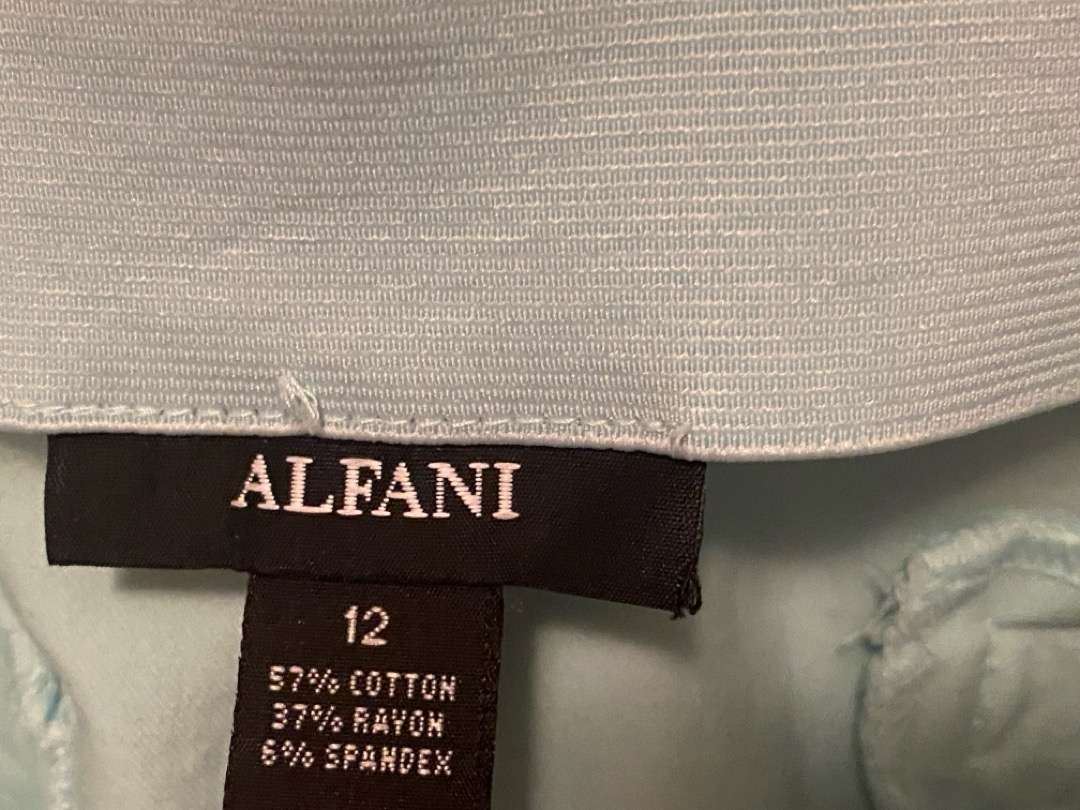 ALFANI
12
57% COTTON
37% RAYON
6% SPANDEX